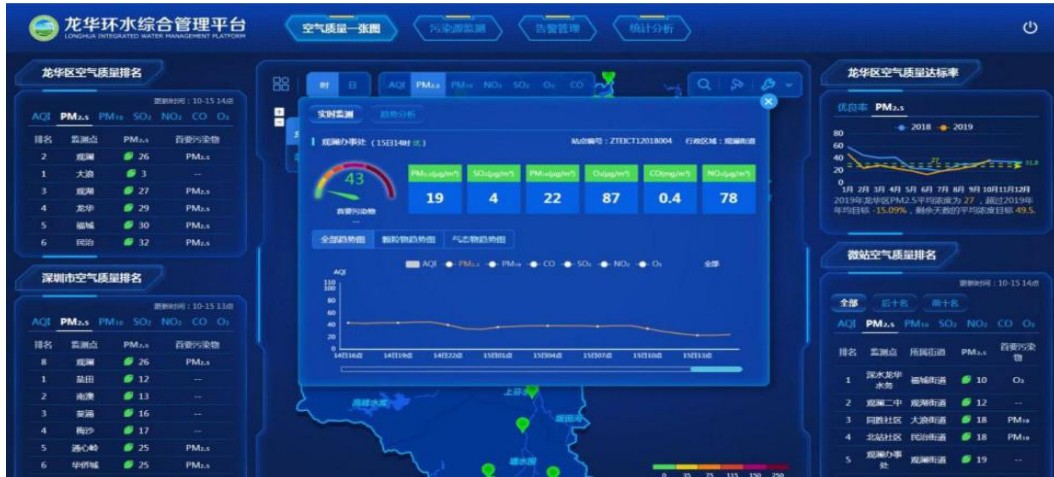 龙华环水综合管理平台
LONGHUA INTEGRATED WATER MANAGEMENT PLATFORM
空气质量一张图 污染源监测 告警管理 统计分析
龙华区空气质量排名
更新时间：10-15 14点
AQI PM2.5 PM10 SO2 NO2 CO O3
排名 监测点 PM2.5 首要污染物
2 观澜 26 PM2.5
1 大浪 3 --
3 观湖 27 PM2.5
4 龙华 29 PM2.5
5 福城 30 PM2.5
6 民治 32 PM2.5
深圳市空气质量排名
更新时间：10-15 13点
AQI PM2.5 PM10 SO2 NO2 CO O3
排名 监测点 PM2.5 首要污染物
8 观澜 26 PM2.5
1 盐田 12 --
2 南澳 13 --
3 葵涌 16 --
4 梅沙 17 --
5 通心岭 25 PM2.5
6 华侨城 25 PM2.5
时 日 AQI PM2.5 PM10 NO2 SO2 O3 CO
实时监测 趋势分析
观澜办事处 (15日14时 优)
站点编号：ZTEICT12018004 行政区域：观澜街道
43
首要污染物
--
PM2.5(μg/m³) SO2(μg/m³) PM10(μg/m³) O3(μg/m³) CO(mg/m³) NO2(μg/m³)
19 4 22 87 0.4 78
全部趋势图 颗粒物趋势图 气态物趋势图
AQI PM2.5 PM10 CO SO2 NO2 O3 全部
AQI
110
100
80
60
40
20
0
14日16点 14日19点 14日22点 15日01点 15日04点 15日07点 15日10点 15日13点
高峰水库
上芬水
坂田河
塘水围
0 35 75 115 150 250
龙华区空气质量达标率
优良率 PM2.5
2018 2019
80
60
40
20
0
27
31.8
1月 2月 3月 4月 5月 6月 7月 8月 9月 10月 11月 12月
2019年龙华区PM2.5平均浓度为 27 ，超过2019年
年均目标 -15.09%，剩余天数的平均浓度目标 49.5.
微站空气质量排名
更新时间：10-15 14点
全部 后十名 前十名
AQI PM2.5 PM10 SO2 NO2 CO O3
排名 监测点 所属街道 PM2.5 首要污染物
1 深水龙华水务 福城街道 10 O3
2 观澜二中 观湖街道 12 --
3 同胜社区 大浪街道 18 PM10
4 北站社区 民治街道 18 PM10
5 观澜办事处 观澜街道 19 --